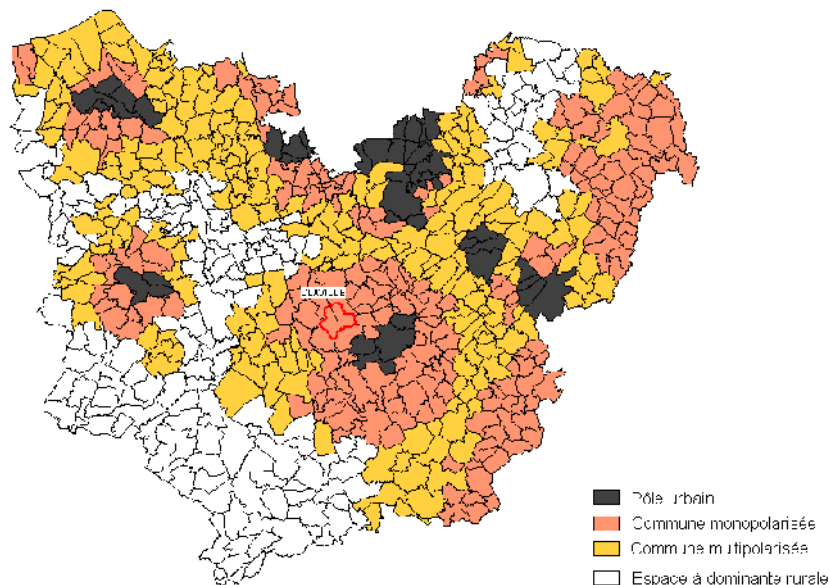 Pôle urbain
Commune monopolarisée
Commune multipolarisée
Espace à dominante rurale